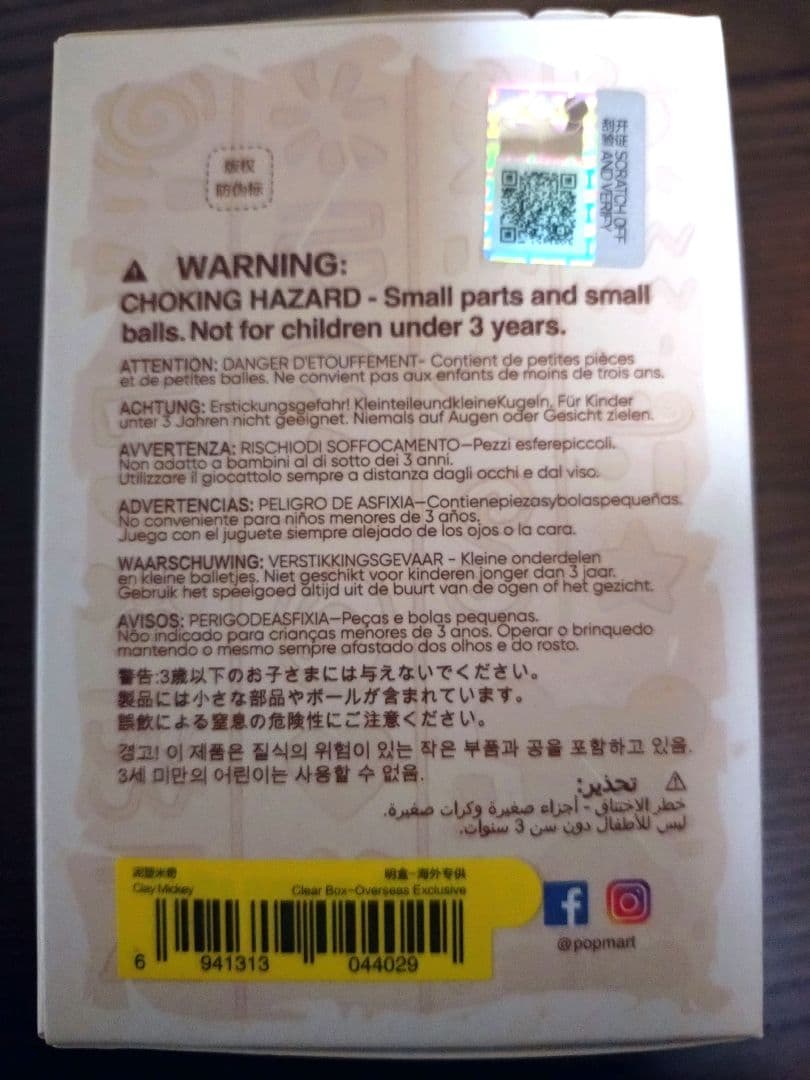 版权
防伪标
刮开
验证 SCRATCH OFF
AND VERIFY
WARNING:
CHOKING HAZARD - Small parts and small
balls. Not for children under 3 years.
ATTENTION: DANGER D'ETOUFFEMENT- Contient de petites pièces
et de petites balles. Ne convient pas aux enfants de moins de trois ans.
ACHTUNG: Erstickungsgefahr! KleinteileundkleineKugeln. Für Kinder
unter 3 Jahren nicht geeignet. Niemals auf Augen oder Gesicht zielen.
AVVERTENZA: RISCHIODI SOFFOCAMENTO—Pezzi esferepiccoli.
Non adatto a bambini al di sotto dei 3 anni.
Utilizzare il giocattolo sempre a distanza dagli occhi e dal viso.
ADVERTENCIAS: PELIGRO DE ASFIXIA—Contienepiezasybolaspequeñas.
No conveniente para niños menores de 3 años.
Juega con el juguete siempre alejado de los ojos o la cara.
WAARSCHUWING: VERSTIKKINGSGEVAAR - Kleine onderdelen
en kleine balletjes. Niet geschikt voor kinderen jonger dan 3 jaar.
Gebruik het speelgoed altijd uit de buurt van de ogen of het gezicht.
AVISOS: PERIGODEASFIXIA—Peças e bolas pequenas.
Não indicado para crianças menores de 3 anos. Operar o brinquedo
mantendo o mesmo sempre afastado dos olhos e do rosto.
警告:3歳以下のお子さまには与えないでください。
製品には小さな部品やボールが含まれています。
誤飲による窒息の危険性にご注意ください。
경고! 이 제품은 질식의 위험이 있는 작은 부품과 공을 포함하고 있음.
3세 미만의 어린이는 사용할 수 없음.
تحذير:
خطر الاختناق - أجزاء صغيرة وكرات صغيرة.
ليس للأطفال دون سن 3 سنوات.
泥塑米奇 明盒-海外专供
Clay Mickey Clear Box-Overseas Exclusive
6 941313 044029
@popmart